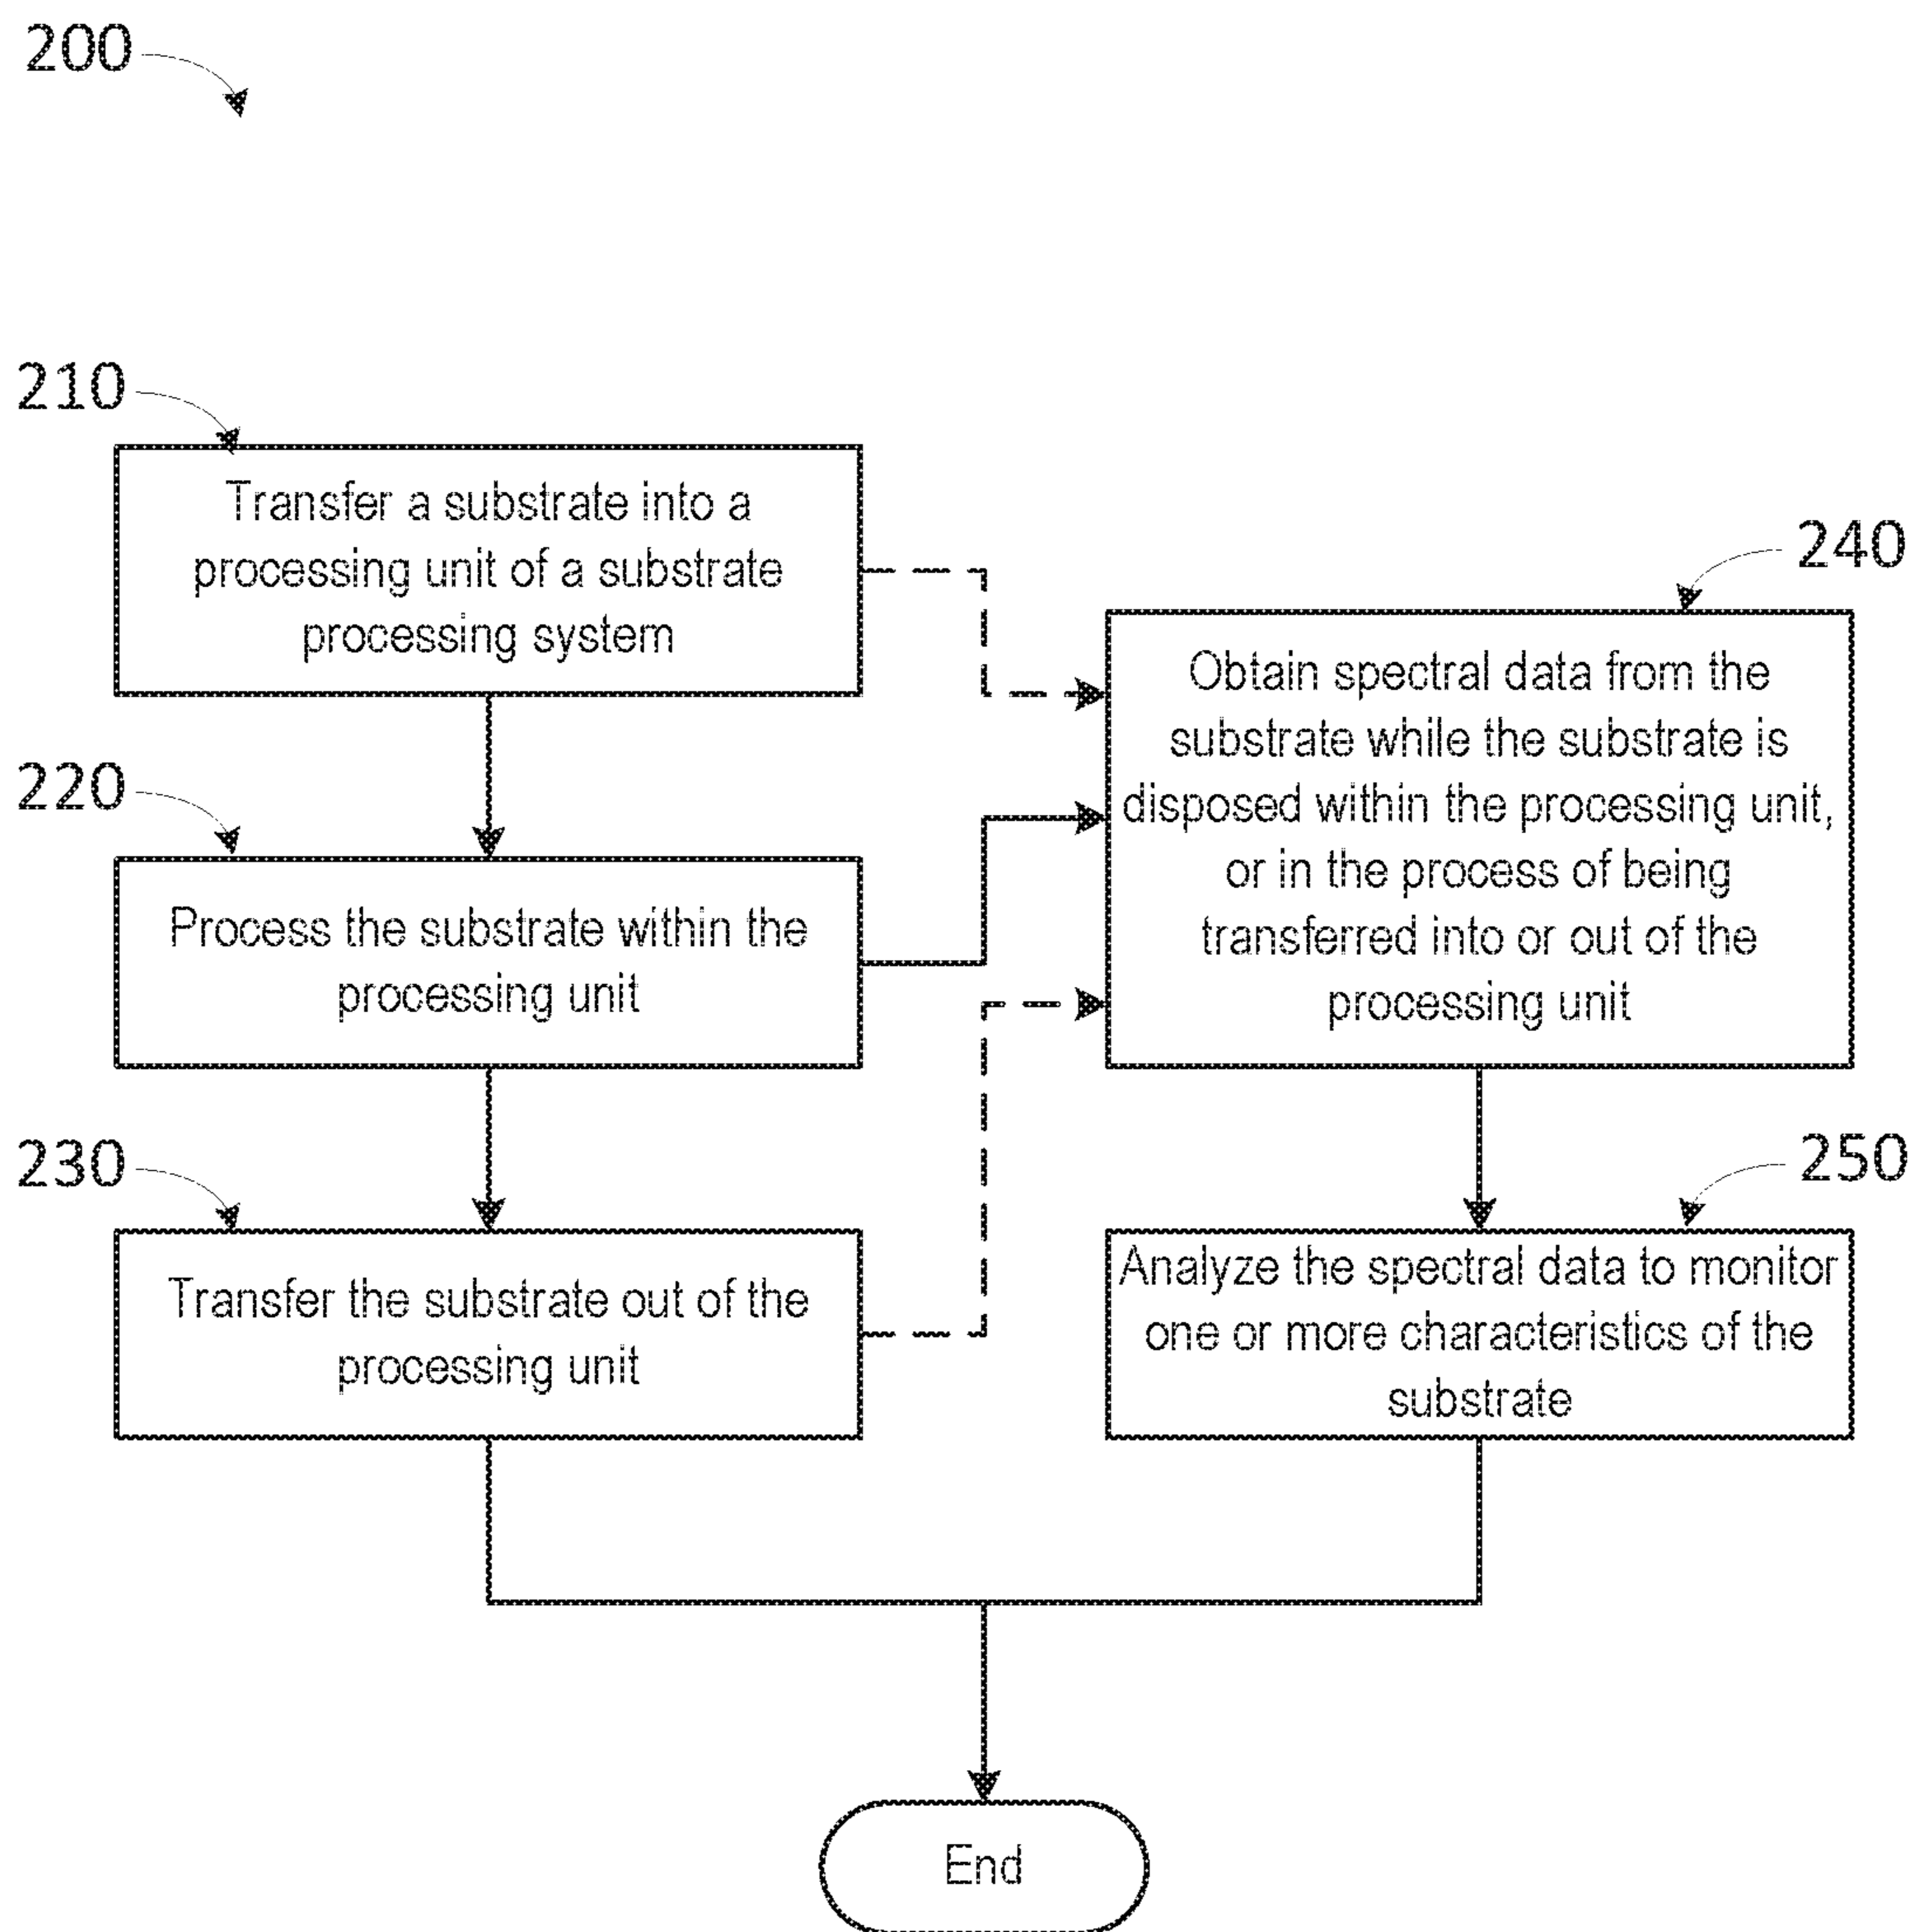 200
210
Transfer a substrate into a
processing unit of a substrate
processing system
220
Process the substrate within the
processing unit
230
Transfer the substrate out of the
processing unit
240
Obtain spectral data from the
substrate while the substrate is
disposed within the processing unit,
or in the process of being
transferred into or out of the
processing unit
250
Analyze the spectral data to monitor
one or more characteristics of the
substrate
End